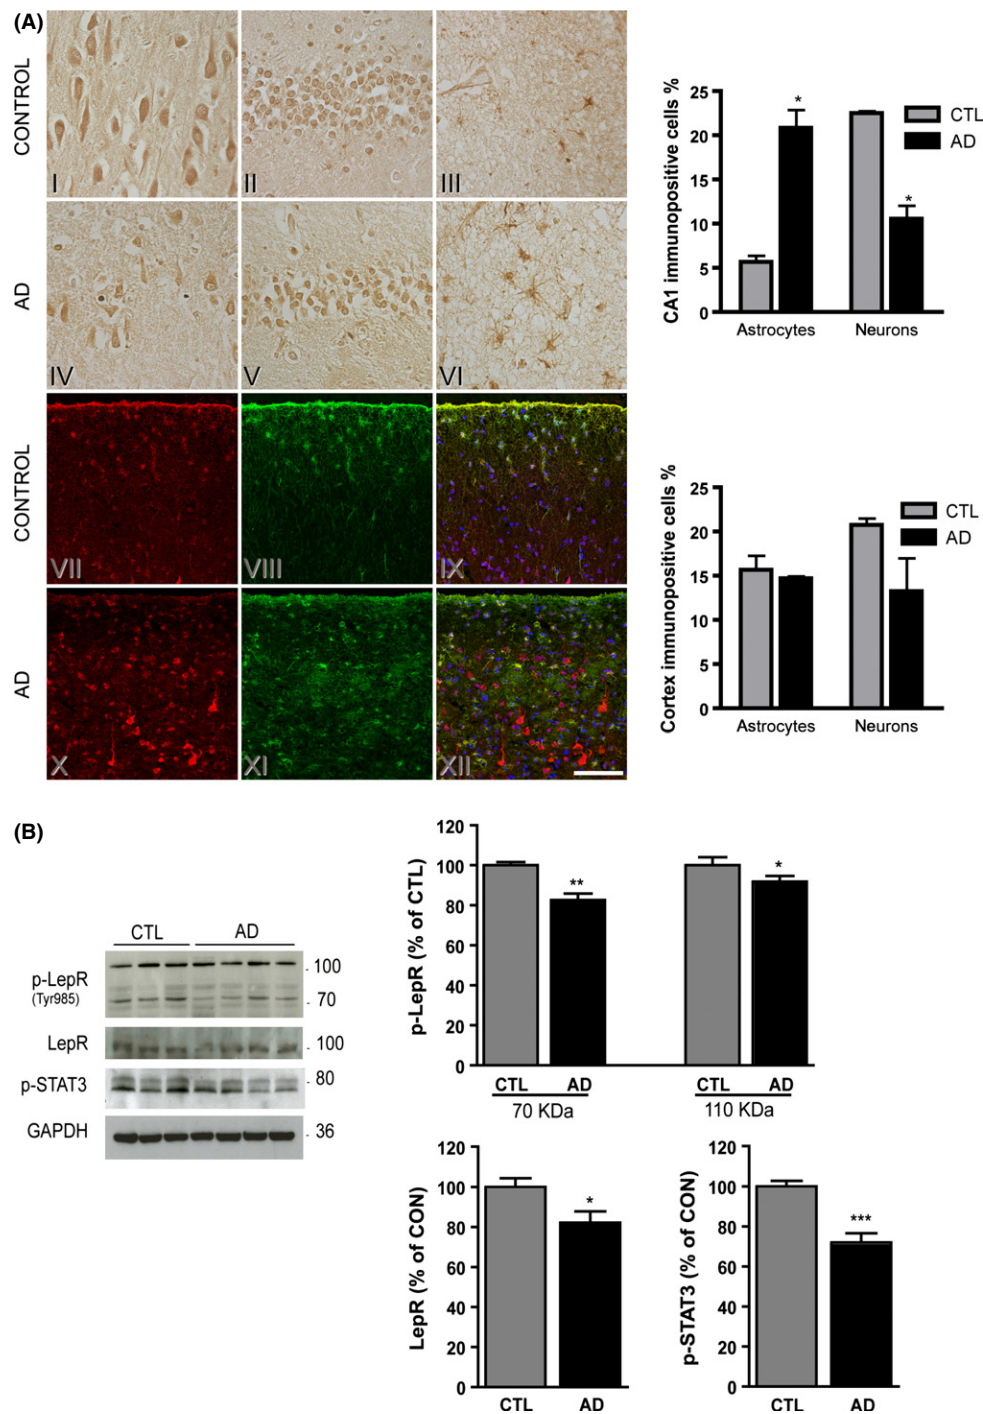 (A)
CONTROL
I
II
III
AD
IV
V
VI
CONTROL
VII
VIII
IX
AD
X
XI
XII
CA1 immunopositive cells %
25
20
15
10
5
0
*
*
CTL
AD
Astrocytes
Neurons
Cortex immunopositive cells %
25
20
15
15
5
0
CTL
AD
Astrocytes
Neurons
(B)
CTL
AD
p-LepR
(Tyr985)
100
70
LepR
100
p-STAT3
80
GAPDH
36
p-LepR (% of CTL)
120
100
80
60
40
20
0
**
*
CTL AD
CTL AD
70 KDa
110 KDa
LepR (% of CON)
120
100
80
60
40
20
0
*
CTL AD
p-STAT3 (% of CON)
120
100
80
60
40
20
0
***
CTL AD